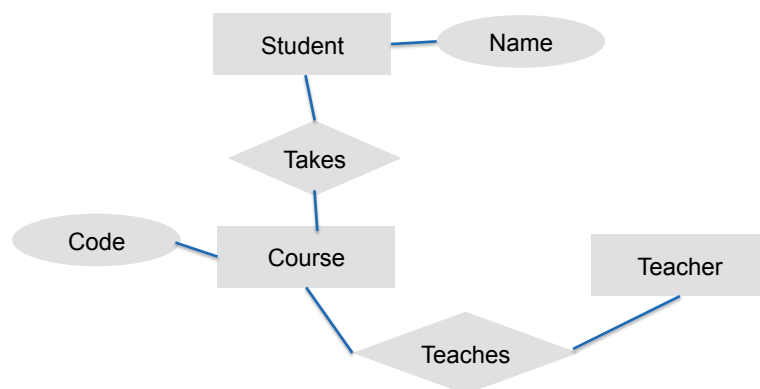 Student
Name
Takes
Code
Course
Teacher
Teaches